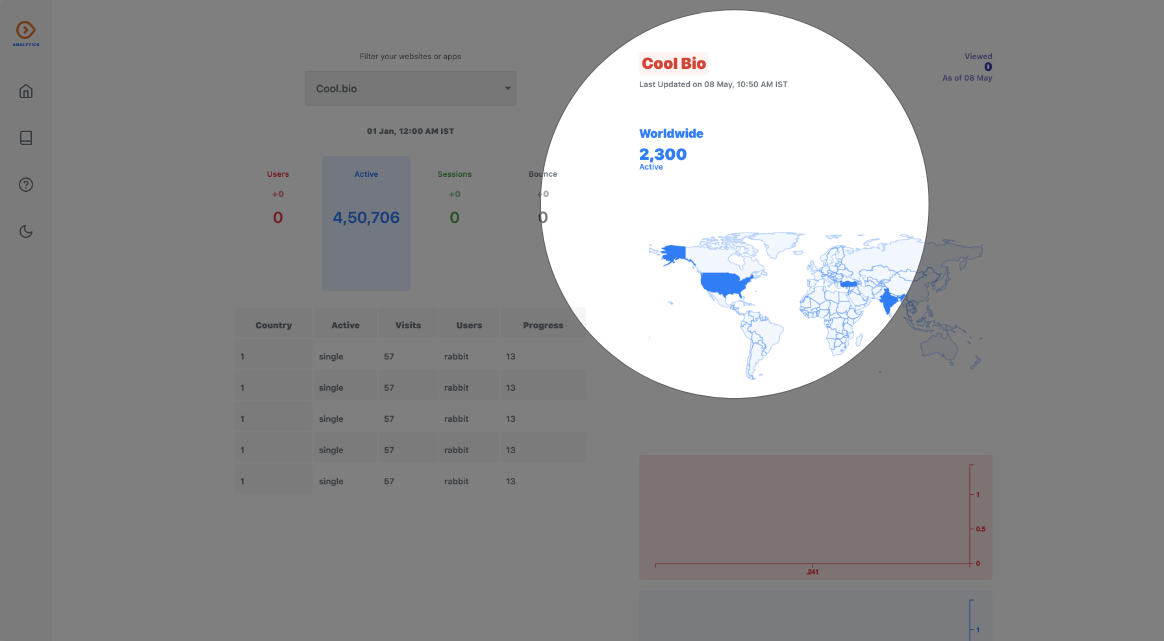 ANALYTICS
Filter your websites or apps
Cool.bio
01 Jan, 12:00 AM IST
Users
+0
0
Active
4,50,706
Sessions
+0
0
Bounce
+0
0
Country Active Visits Users Progress
1 single 57 rabbit 13
1 single 57 rabbit 13
1 single 57 rabbit 13
1 single 57 rabbit 13
1 single 57 rabbit 13
Cool Bio
Last Updated on 08 May, 10:50 AM IST
Viewed
0
As of 08 May
Worldwide
2,300
Active
1
0.5
0
.241
1